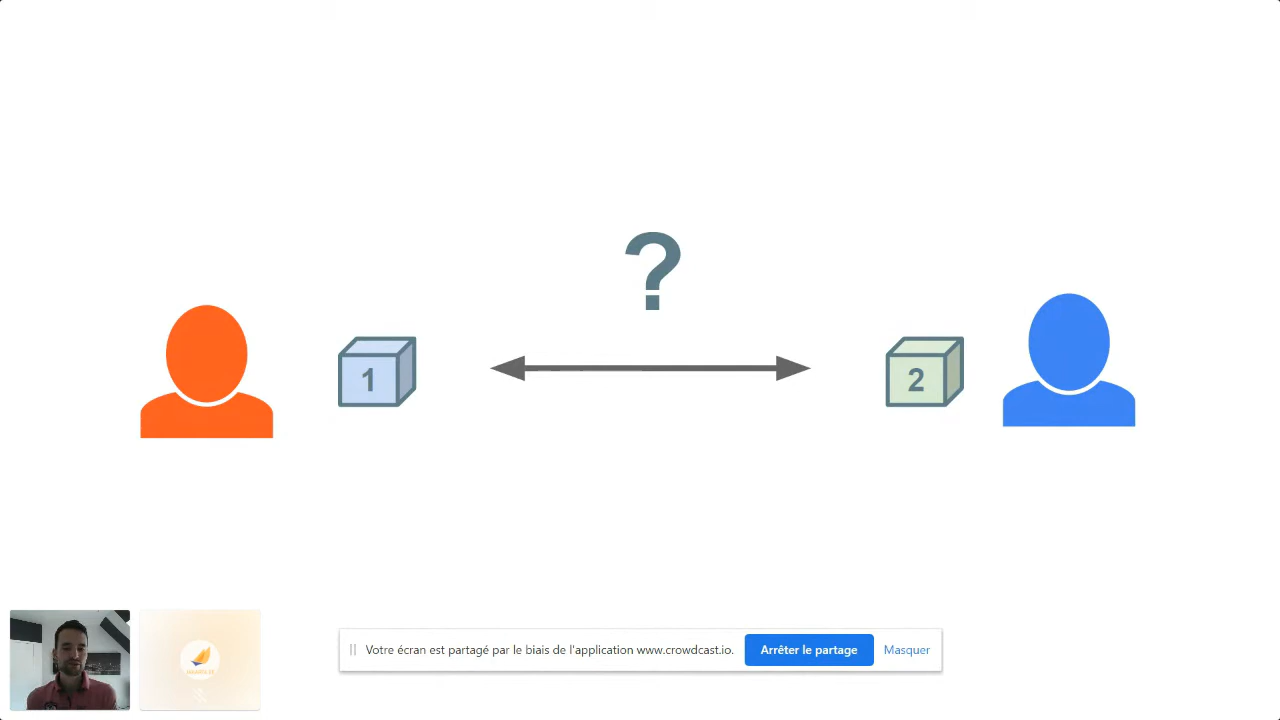 ?
1
2
Votre écran est partagé par le biais de l'application www.crowdcast.io.
Arrêter le partage
Masquer